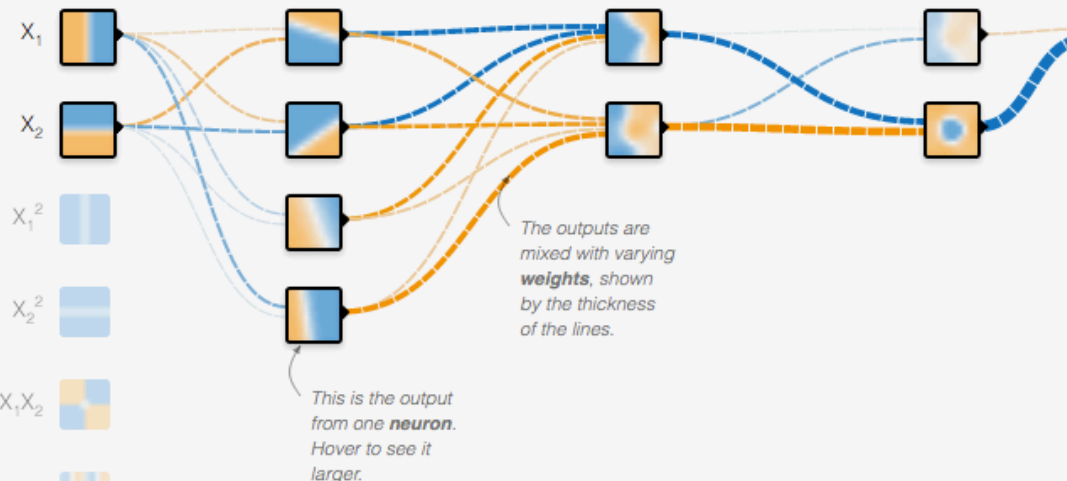 X₁
X₂
X₁²
X₂²
X₁X₂
The outputs are
mixed with varying
weights, shown
by the thickness
of the lines.
This is the output
from one neuron.
Hover to see it
larger.